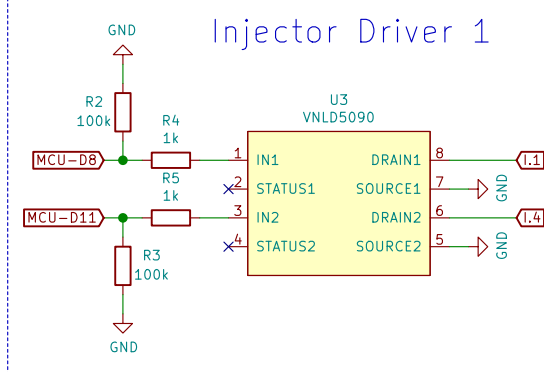 Injector Driver 1
GND
R2
100k
R4
1k
U3
VNLD5090
MCU-D8
1
IN1
DRAIN1
8
I.1
R5
1k
2
STATUS1
SOURCE1
7
GND
MCU-D11
3
IN2
DRAIN2
6
I.4
R3
100k
4
STATUS2
SOURCE2
5
GND
GND